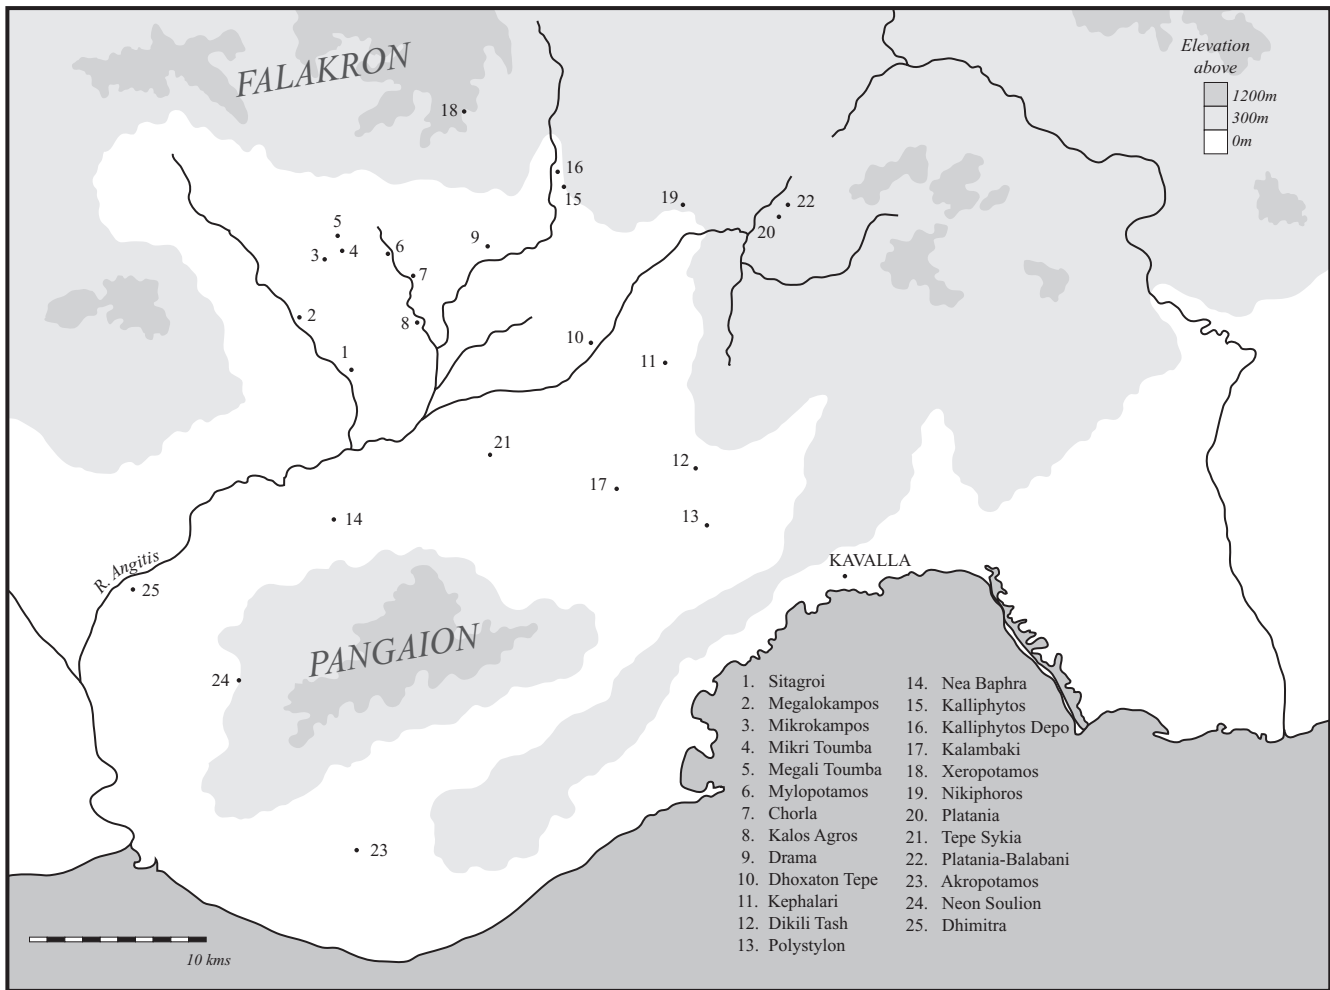 FALAKRON
Elevation
above
1200m
300m
0m
18
16
15
19
22
20
5
4
3
6
9
7
2
8
10
1
11
21
12
17
14
13
R. Angitis
25
KAVALLA
PANGAION
24
23
1. Sitagroi
2. Megalokampos
3. Mikrokampos
4. Mikri Toumba
5. Megali Toumba
6. Mylopotamos
7. Chorla
8. Kalos Agros
9. Drama
10. Dhoxaton Tepe
11. Kephalari
12. Dikili Tash
13. Polystylon
14. Nea Baphra
15. Kalliphytos
16. Kalliphytos Depo
17. Kalambaki
18. Xeropotamos
19. Nikiphoros
20. Platania
21. Tepe Sykia
22. Platania-Balabani
23. Akropotamos
24. Neon Soulion
25. Dhimitra
10 kms